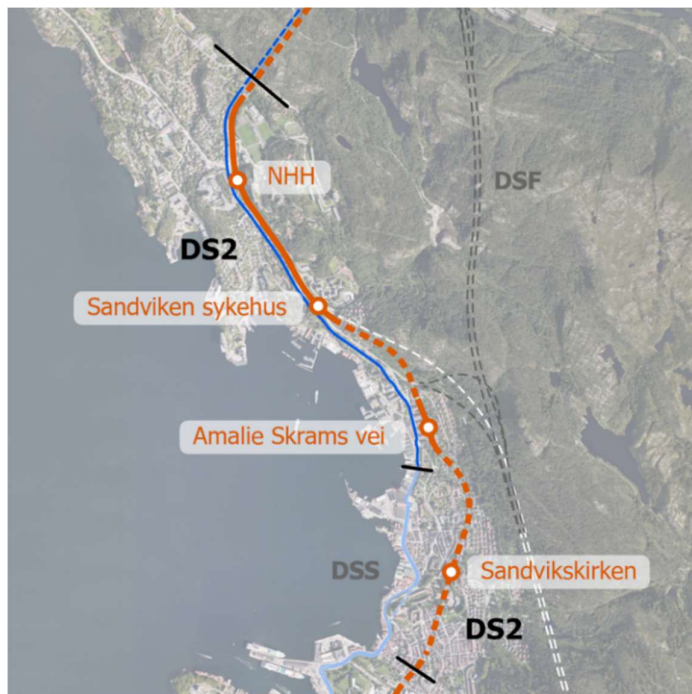 NHH
DSF
DS2
Sandviken sykehus
Amalie Skrams vei
DSS
Sandvikskirken
DS2